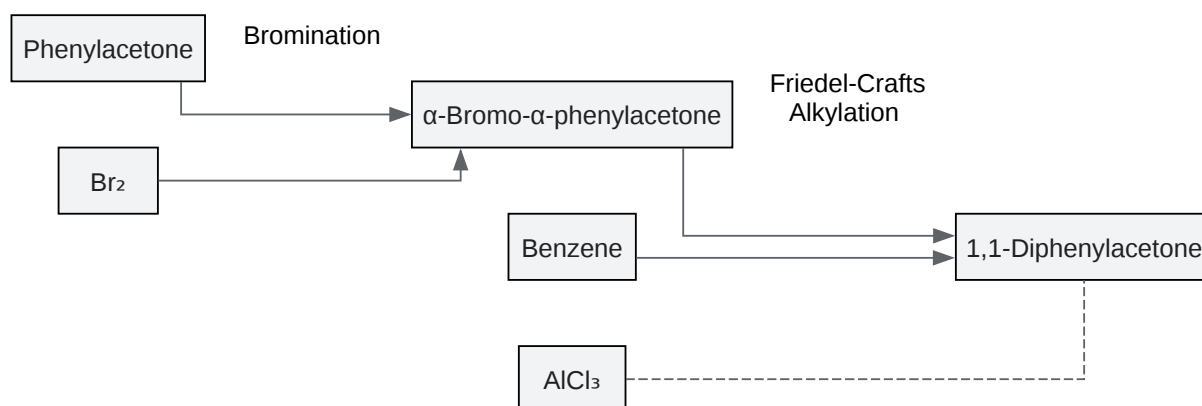 Phenylacetone
Bromination
Friedel-Crafts
Alkylation
α-Bromo-α-phenylacetone
Br₂
Benzene
1,1-Diphenylacetone
AlCl₃